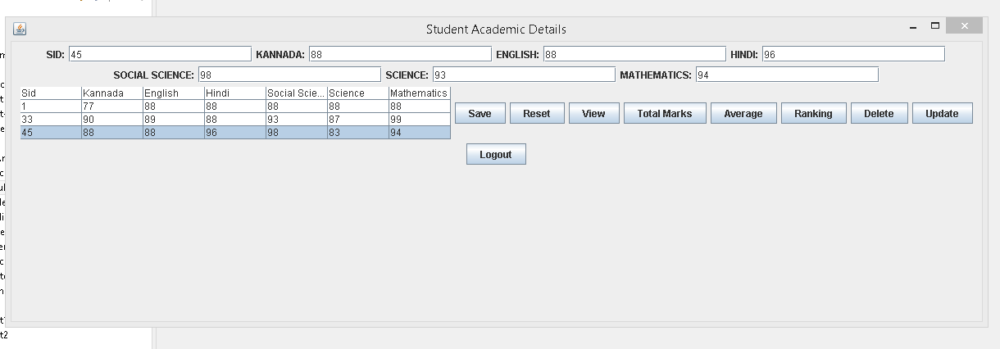 Student Academic Details
SID: 45 KANNADA: 88 ENGLISH: 88 HINDI: 96
SOCIAL SCIENCE: 98 SCIENCE: 93 MATHEMATICS: 94
Sid Kannada English Hindi Social Scie... Science Mathematics
1 77 88 88 88 88 88
33 90 89 88 93 87 99
45 88 88 96 98 83 94
Save Reset View Total Marks Average Ranking Delete Update
Logout